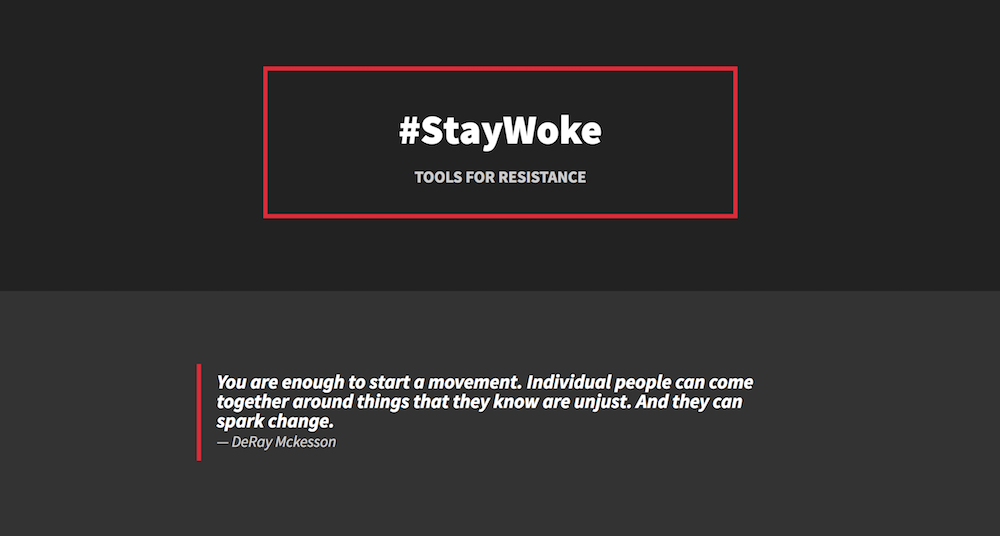 #StayWoke
TOOLS FOR RESISTANCE
You are enough to start a movement. Individual people can come
together around things that they know are unjust. And they can
spark change.
— DeRay Mckesson